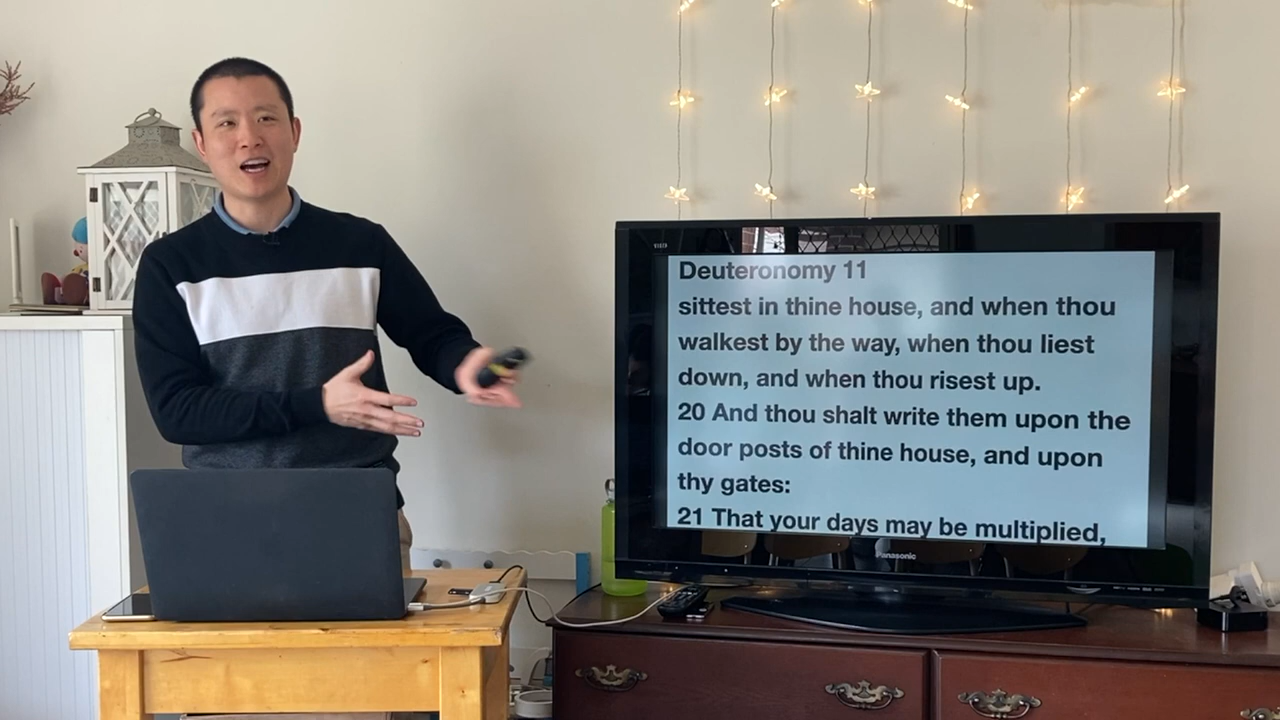 Deuteronomy 11
sittest in thine house, and when thou
walkest by the way, when thou liest
down, and when thou risest up.
20 And thou shalt write them upon the
door posts of thine house, and upon
thy gates:
21 That your days may be multiplied,
Panasonic